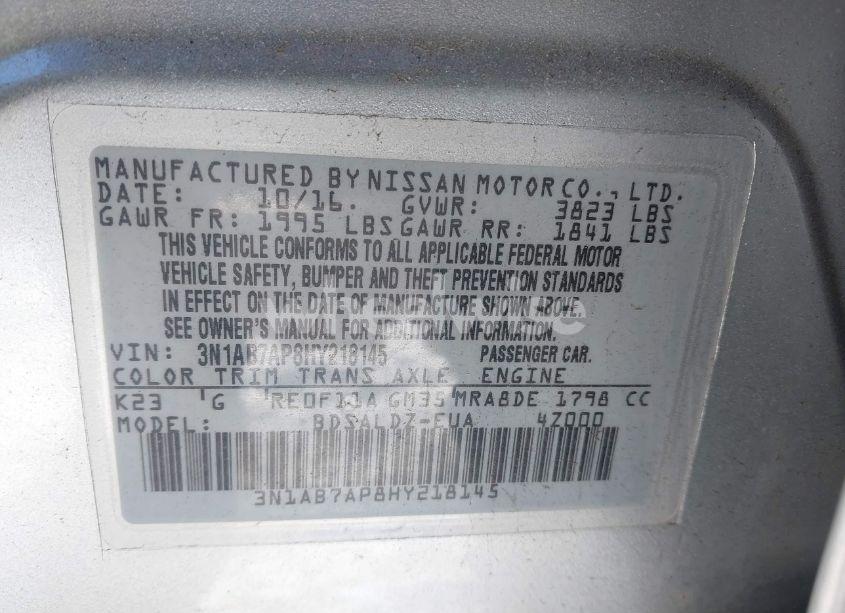 MANUFACTURED BY NISSAN MOTOR CO., LTD.
DATE: 10/16. GVWR: 3823 LBS
GAWR FR: 1995 LBS GAWR RR: 1841 LBS
THIS VEHICLE CONFORMS TO ALL APPLICABLE FEDERAL MOTOR
VEHICLE SAFETY, BUMPER AND THEFT PREVENTION STANDARDS
IN EFFECT ON THE DATE OF MANUFACTURE SHOWN ABOVE.
SEE OWNER'S MANUAL FOR ADDITIONAL INFORMATION.
VIN: 3N1AB7AP8HY218145 PASSENGER CAR.
COLOR TRIM TRANS AXLE ENGINE
K23 'G 'RE0F11A GM35'MRA8DE 1798 CC
MODEL: BDSALDZ-EUA 4Z000
3N1AB7AP8HY218145